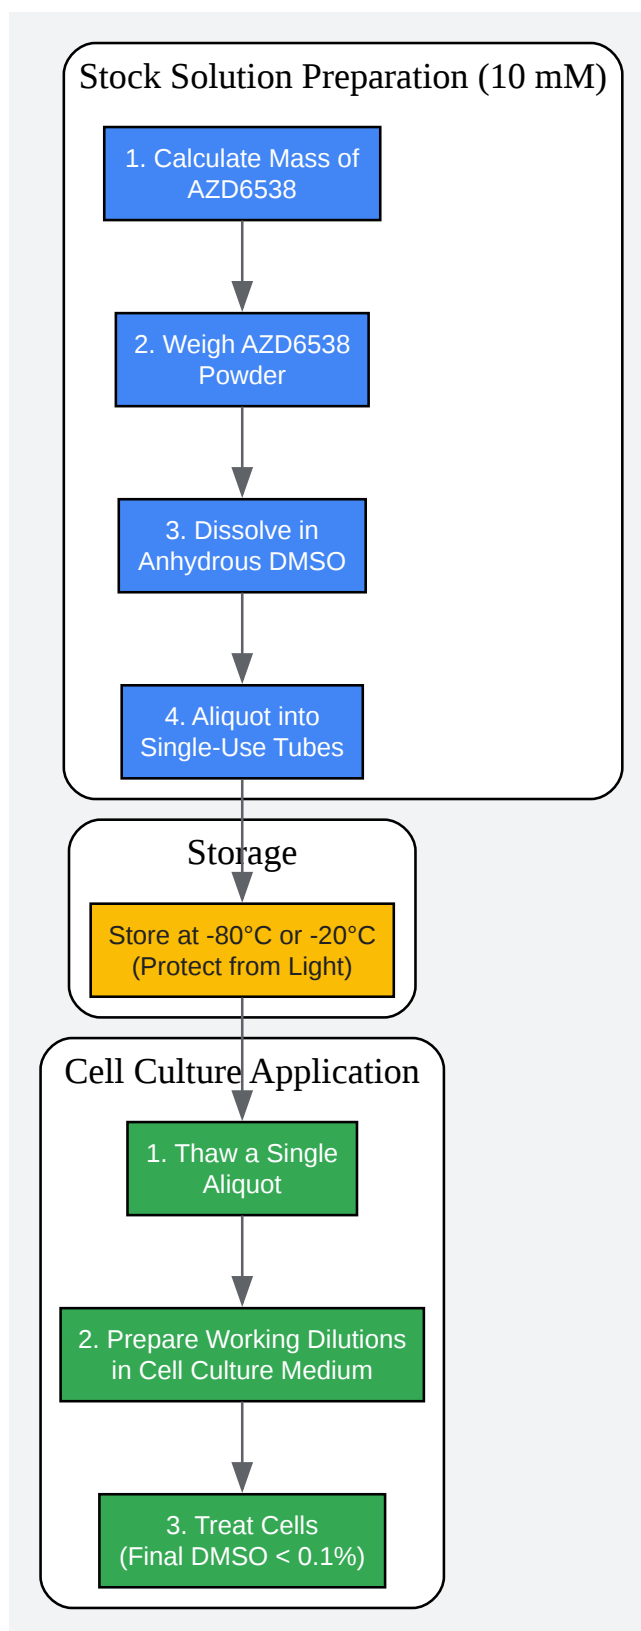 Stock Solution Preparation (10 mM)
1. Calculate Mass of
AZD6538
2. Weigh AZD6538
Powder
3. Dissolve in
Anhydrous DMSO
4. Aliquot into
Single-Use Tubes
Storage
Store at -80°C or -20°C
(Protect from Light)
Cell Culture Application
1. Thaw a Single
Aliquot
2. Prepare Working Dilutions
in Cell Culture Medium
3. Treat Cells
(Final DMSO < 0.1%)